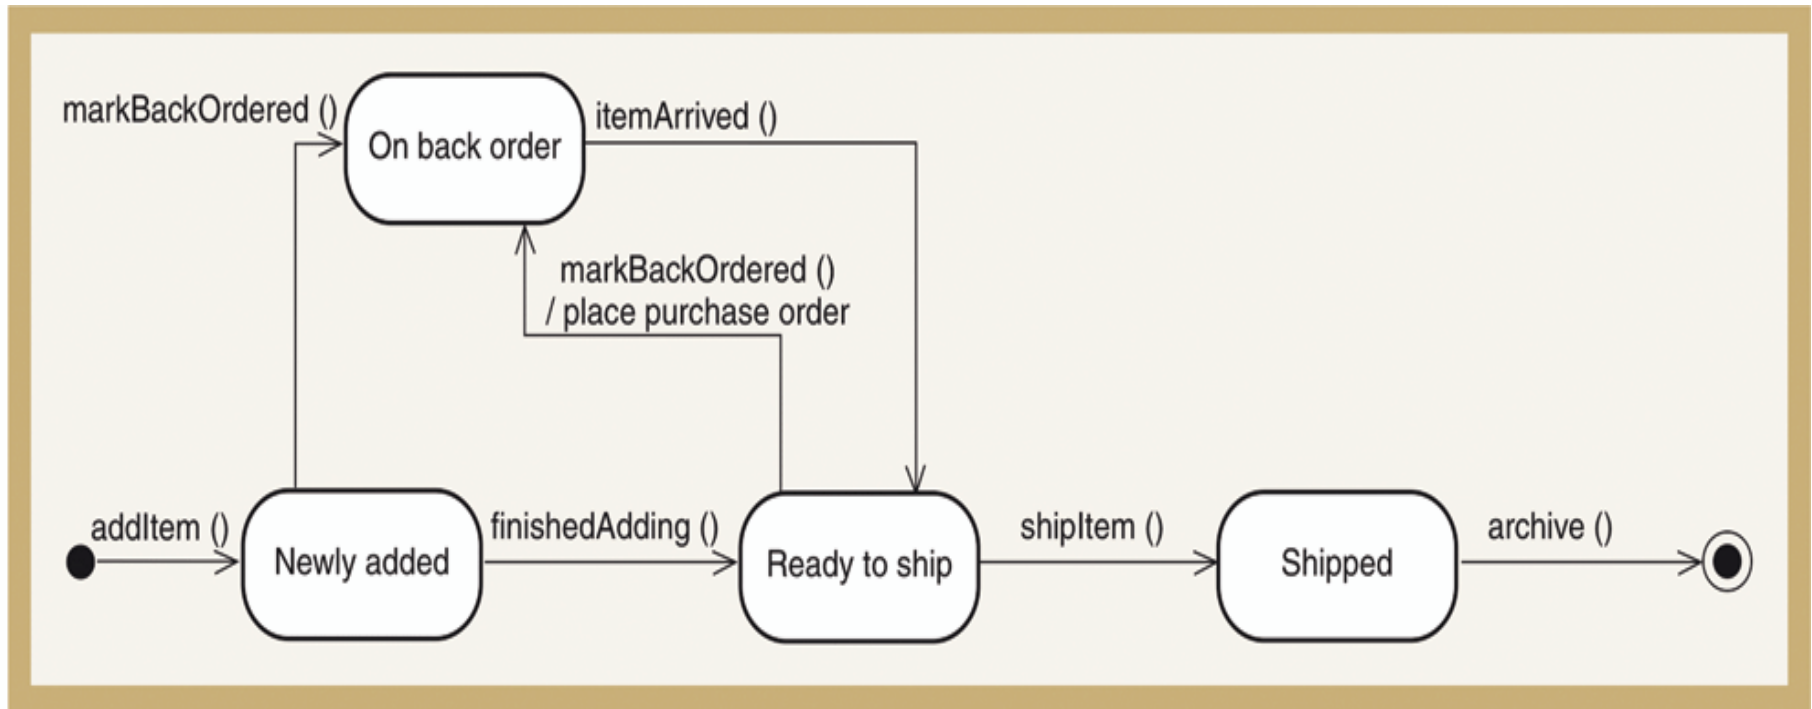 markBackOrdered ()
On back order
itemArrived ()
markBackOrdered ()
/ place purchase order
addItem ()
Newly added
finishedAdding ()
Ready to ship
shipItem ()
Shipped
archive ()